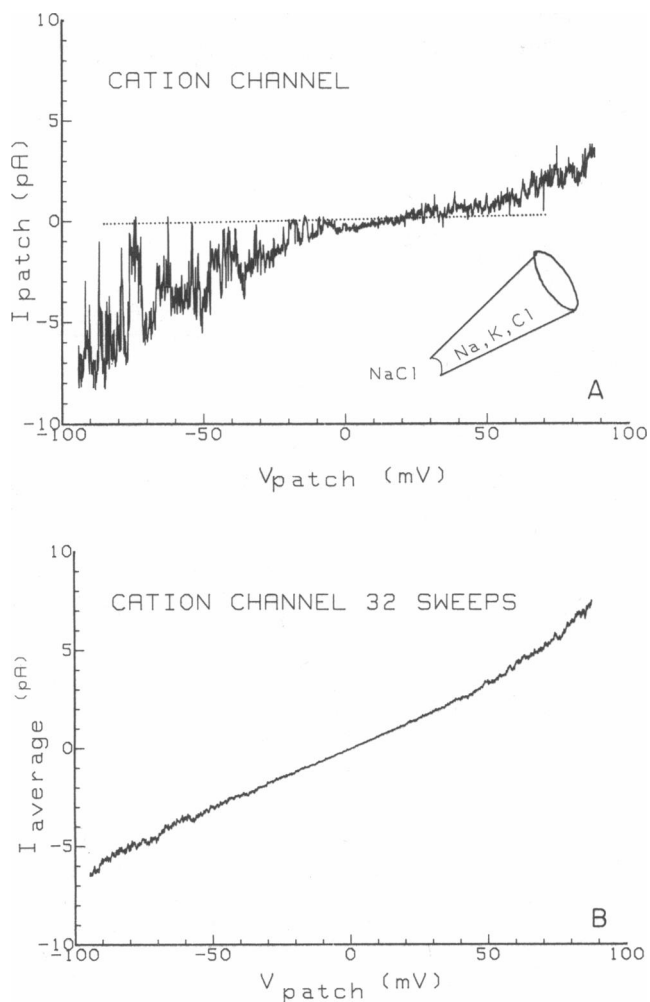 10
CATION CHANNEL
5
I patch (pA)
0
-5
Na, K, Cl
NaCl
A
-10
-100 -50 0 50 100
Vpatch (mV)
10
CATION CHANNEL 32 SWEEPS
5
I average (pA)
0
-5
B
-10
-100 -50 0 50 100
Vpatch (mV)